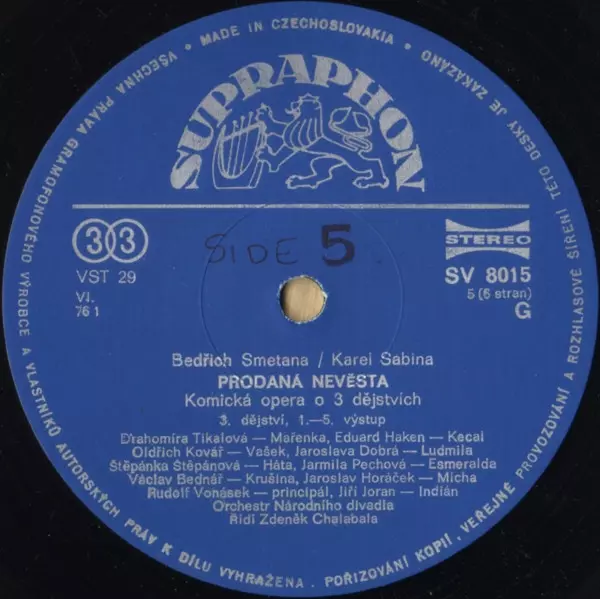 • MADE IN CZECHOSLOVAKIA •
VŠECHNA PRÁVA GRAMOFONOVÉHO VÝROBCE A VLASTNÍKŮ AUTORSKÝCH PRÁV K DÍLU VYHRAŽENA. POŘIZOVÁNÍ KOPIÍ, VEŘEJNÉ PROVOZOVÁNÍ A ROZHLASOVÉ ŠÍŘENÍ TÉTO DESKY JE ZAKÁZÁNO
SUPRAPHON
33
VST 29
VI.
76 1
SIDE 5
STEREO
SV 8015
5 (6 stran)
G
Bedřich Smetana / Karel Sabina
PRODANÁ NEVĚSTA
Komická opera o 3 dějstvích
3. dějství, 1.—5. výstup
Drahomíra Tikalová — Mařenka, Eduard Haken — Kecal
Oldřich Kovář — Vašek, Jaroslava Dobrá — Ludmila
Štěpánka Štěpánová — Háta, Jarmila Pechová — Esmeralda
Václav Bednář — Krušina, Jaroslav Horáček — Mícha
Rudolf Vonásek — principál, Jiří Joran — Indián
Orchestr Národního divadla
Řídí Zdeněk Chalabala